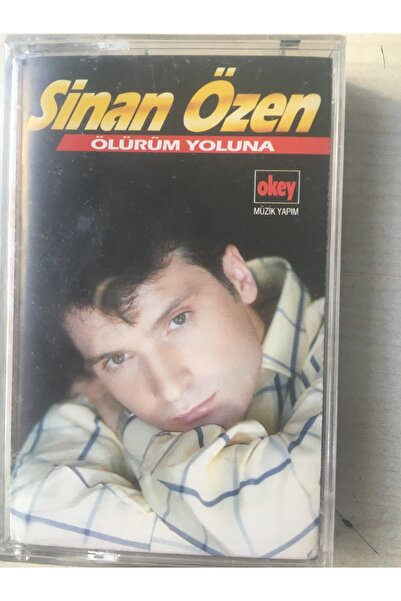 Sinan Özen
ÖLÜRÜM YOLUNA
okey
MÜZİK YAPIM